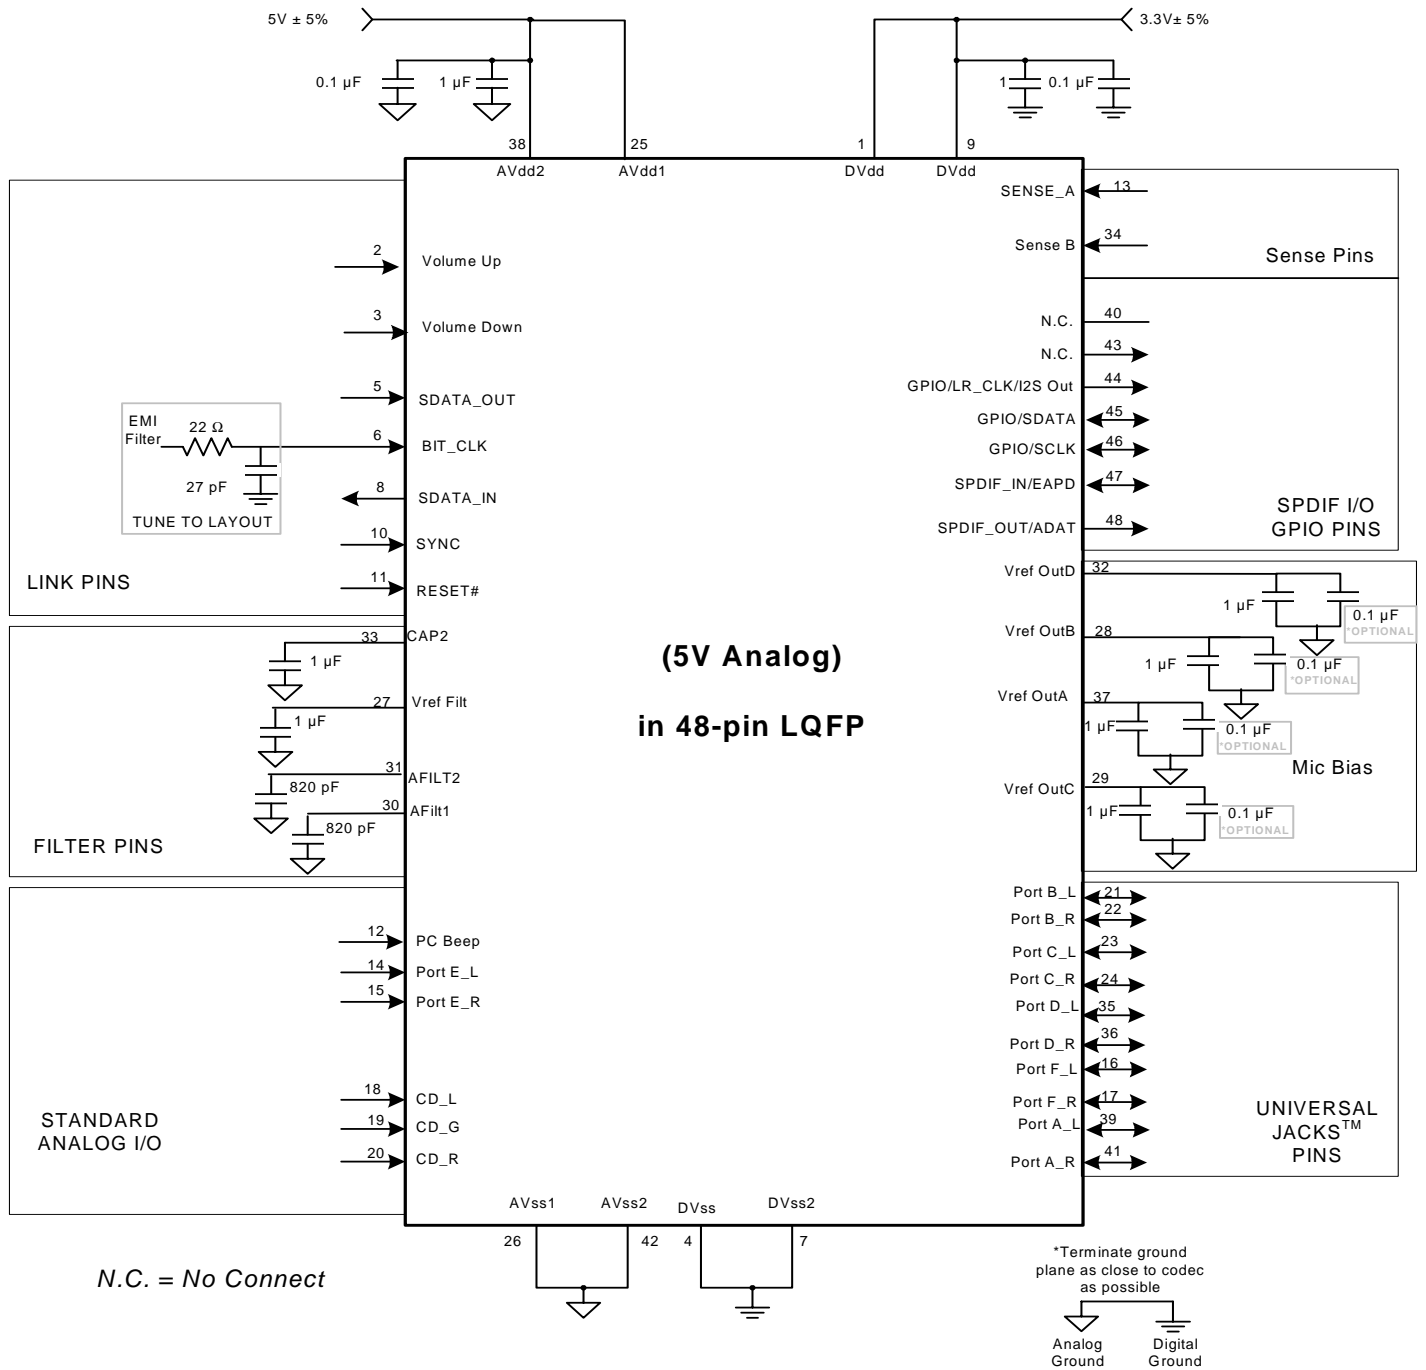 5V ± 5%
3.3V± 5%
0.1 µF
1 µF
1
0.1 µF
38
25
1
9
AVdd2
AVdd1
DVdd
DVdd
2
Volume Up
3
Volume Down
5
SDATA_OUT
EMI
Filter
22 Ω
27 pF
TUNE TO LAYOUT
6
BIT_CLK
8
SDATA_IN
10
SYNC
11
RESET#
LINK PINS
33
CAP2
1 µF
27
Vref Filt
1 µF
31
AFILT2
820 pF
30
AFilt1
820 pF
FILTER PINS
12
PC Beep
14
Port E_L
15
Port E_R
18
CD_L
19
CD_G
20
CD_R
STANDARD
ANALOG I/O
(5V Analog)
in 48-pin LQFP
SENSE_A
13
Sense B
34
Sense Pins
N.C.
40
N.C.
43
GPIO/LR_CLK/I2S Out
44
GPIO/SDATA
45
GPIO/SCLK
46
SPDIF_IN/EAPD
47
SPDIF_OUT/ADAT
48
SPDIF I/O
GPIO PINS
Vref OutD
32
1 µF
0.1 µF
*OPTIONAL
Vref OutB
28
1 µF
0.1 µF
*OPTIONAL
Vref OutA
37
1 µF
0.1 µF
*OPTIONAL
Mic Bias
Vref OutC
29
1 µF
0.1 µF
*OPTIONAL
Port B_L
21
Port B_R
22
Port C_L
23
Port C_R
24
Port D_L
35
Port D_R
36
Port F_L
16
Port F_R
17
Port A_L
39
Port A_R
41
UNIVERSAL
JACKS™
PINS
AVss1
AVss2
DVss
DVss2
26
42
4
7
N.C. = No Connect
*Terminate ground
plane as close to codec
as possible
Analog
Ground
Digital
Ground